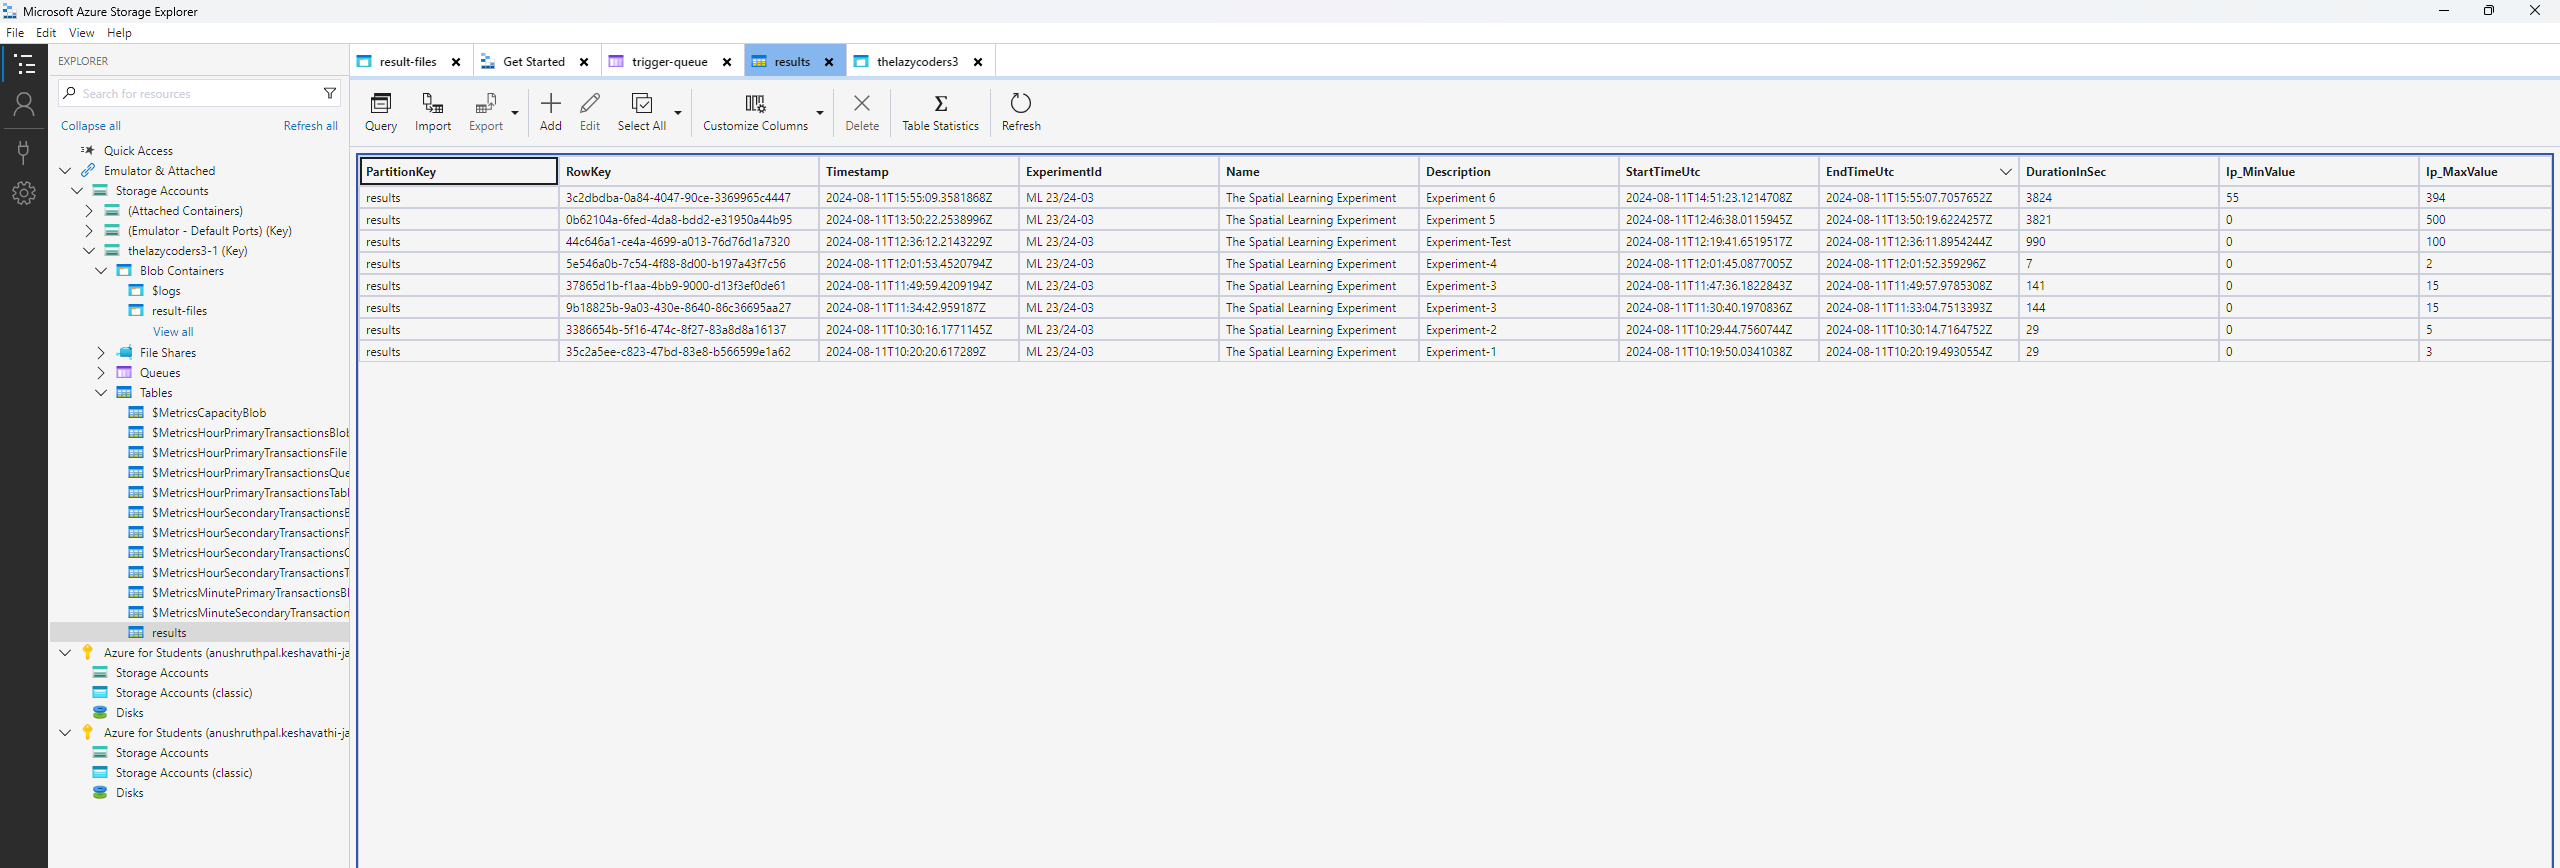 Microsoft Azure Storage Explorer
File Edit View Help
EXPLORER
Search for resources
Collapse all Refresh all
Quick Access
Emulator & Attached
Storage Accounts
(Attached Containers)
(Emulator - Default Ports) (Key)
thelazycoders3-1 (Key)
Blob Containers
$logs
result-files
View all
File Shares
Queues
Tables
$MetricsCapacityBlob
$MetricsHourPrimaryTransactionsBlob
$MetricsHourPrimaryTransactionsFile
$MetricsHourPrimaryTransactionsQue
$MetricsHourPrimaryTransactionsTabl
$MetricsHourSecondaryTransactionsB
$MetricsHourSecondaryTransactionsF
$MetricsHourSecondaryTransactionsQ
$MetricsHourSecondaryTransactionsT
$MetricsMinutePrimaryTransactionsBl
$MetricsMinuteSecondaryTransaction
results
Azure for Students (anushruthpal.keshavathi-ja
Storage Accounts
Storage Accounts (classic)
Disks
Azure for Students (anushruthpal.keshavathi-ja
Storage Accounts
Storage Accounts (classic)
Disks
result-files Get Started trigger-queue results thelazycoders3
Query Import Export Add Edit Select All Customize Columns Delete Table Statistics Refresh
PartitionKey RowKey Timestamp ExperimentId Name Description StartTimeUtc EndTimeUtc DurationInSec Ip_MinValue Ip_MaxValue
results 3c2dbdba-0a84-4047-90ce-3369965c4447 2024-08-11T15:55:09.3581868Z ML 23/24-03 The Spatial Learning Experiment Experiment 6 2024-08-11T14:51:23.1214708Z 2024-08-11T15:55:07.7057652Z 3824 55 394
results 0b62104a-6fed-4da8-bdd2-e31950a44b95 2024-08-11T13:50:22.2538996Z ML 23/24-03 The Spatial Learning Experiment Experiment 5 2024-08-11T12:46:38.0115945Z 2024-08-11T13:50:19.6224257Z 3821 0 500
results 44c646a1-ce4a-4699-a013-76d76d1a7320 2024-08-11T12:36:12.2143229Z ML 23/24-03 The Spatial Learning Experiment Experiment-Test 2024-08-11T12:19:41.6519517Z 2024-08-11T12:36:11.8954244Z 990 0 100
results 5e546a0b-7c54-4f88-8d00-b197a43f7c56 2024-08-11T12:01:53.4520794Z ML 23/24-03 The Spatial Learning Experiment Experiment-4 2024-08-11T12:01:45.0877005Z 2024-08-11T12:01:52.359296Z 7 0 2
results 37865d1b-f1aa-4bb9-9000-d13f3ef0de61 2024-08-11T11:49:59.4209194Z ML 23/24-03 The Spatial Learning Experiment Experiment-3 2024-08-11T11:47:36.1822843Z 2024-08-11T11:49:57.9785308Z 141 0 15
results 9b18825b-9a03-430e-8640-86c36695aa27 2024-08-11T11:34:42.959187Z ML 23/24-03 The Spatial Learning Experiment Experiment-3 2024-08-11T11:30:40.1970836Z 2024-08-11T11:33:04.7513393Z 144 0 15
results 3386654b-5f16-474c-8f27-83a8d8a16137 2024-08-11T10:30:16.1771145Z ML 23/24-03 The Spatial Learning Experiment Experiment-2 2024-08-11T10:29:44.7560744Z 2024-08-11T10:30:14.7164752Z 29 0 5
results 35c2a5ee-c823-47bd-83e8-b566599e1a62 2024-08-11T10:20:20.617289Z ML 23/24-03 The Spatial Learning Experiment Experiment-1 2024-08-11T10:19:50.0341038Z 2024-08-11T10:20:19.4930554Z 29 0 3